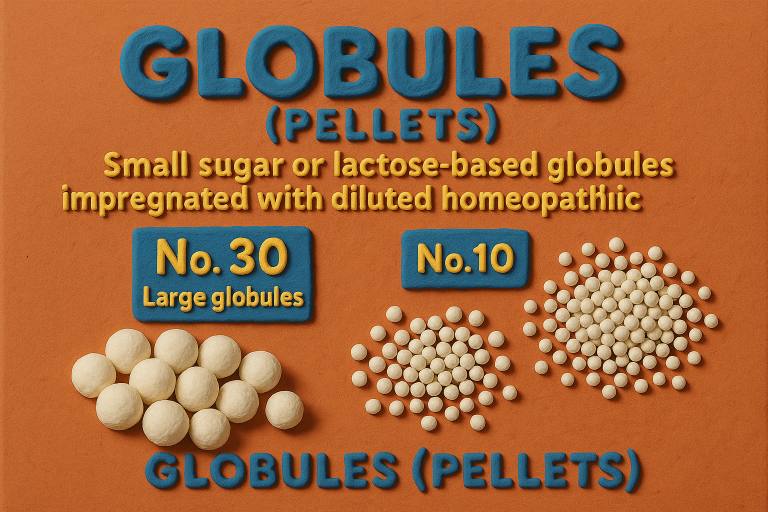 GLOBULES
(PELLETS)
Small sugar or lactose-based globules
impregnated with diluted homeopathic
No. 30
Large globules
No.10
GLOBULES (PELLETS)